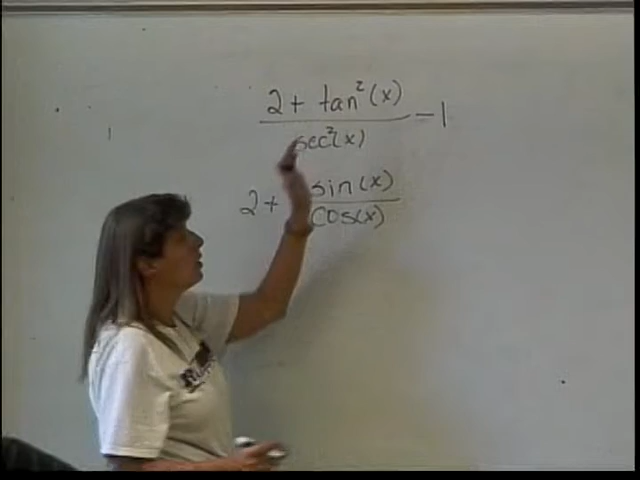 2 + tan²(x)
sec²(x)
- 1
2 + sin(x)
cos(x)